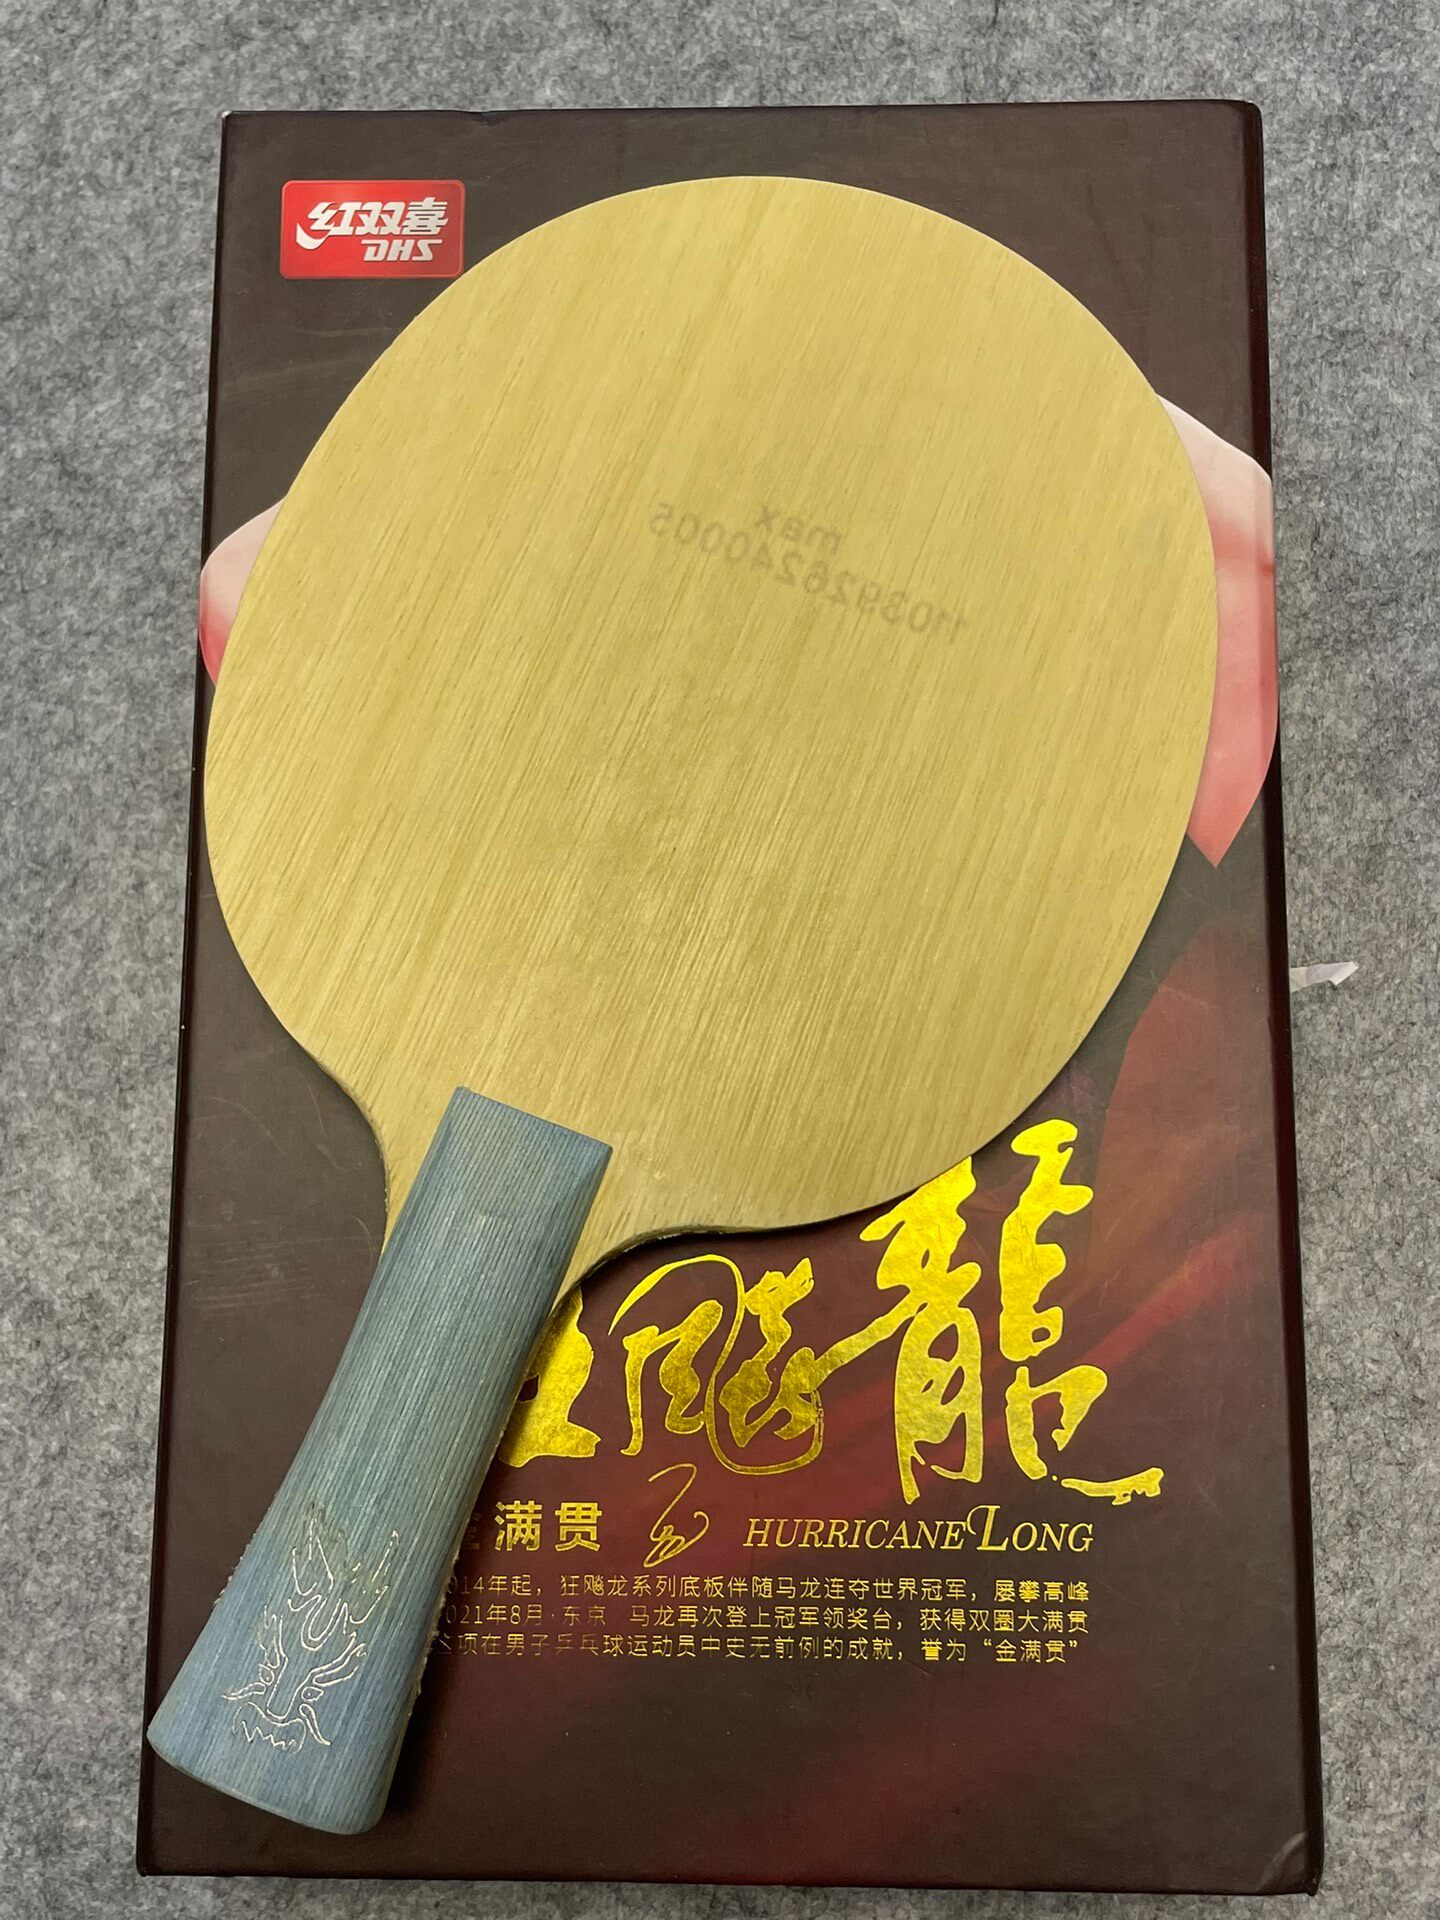 红双喜
DHS
max
110392624​0005
飚龍
满贯
HURRICANE LONG
14年起，狂飚龙系列底板伴随马龙连夺世界冠军，屡攀高峰
021年8月·东京 马龙再次登上冠军领奖台，获得双圈大满贯
项在男子乒乓球运动员中史无前例的成就，誉为“金满贯”